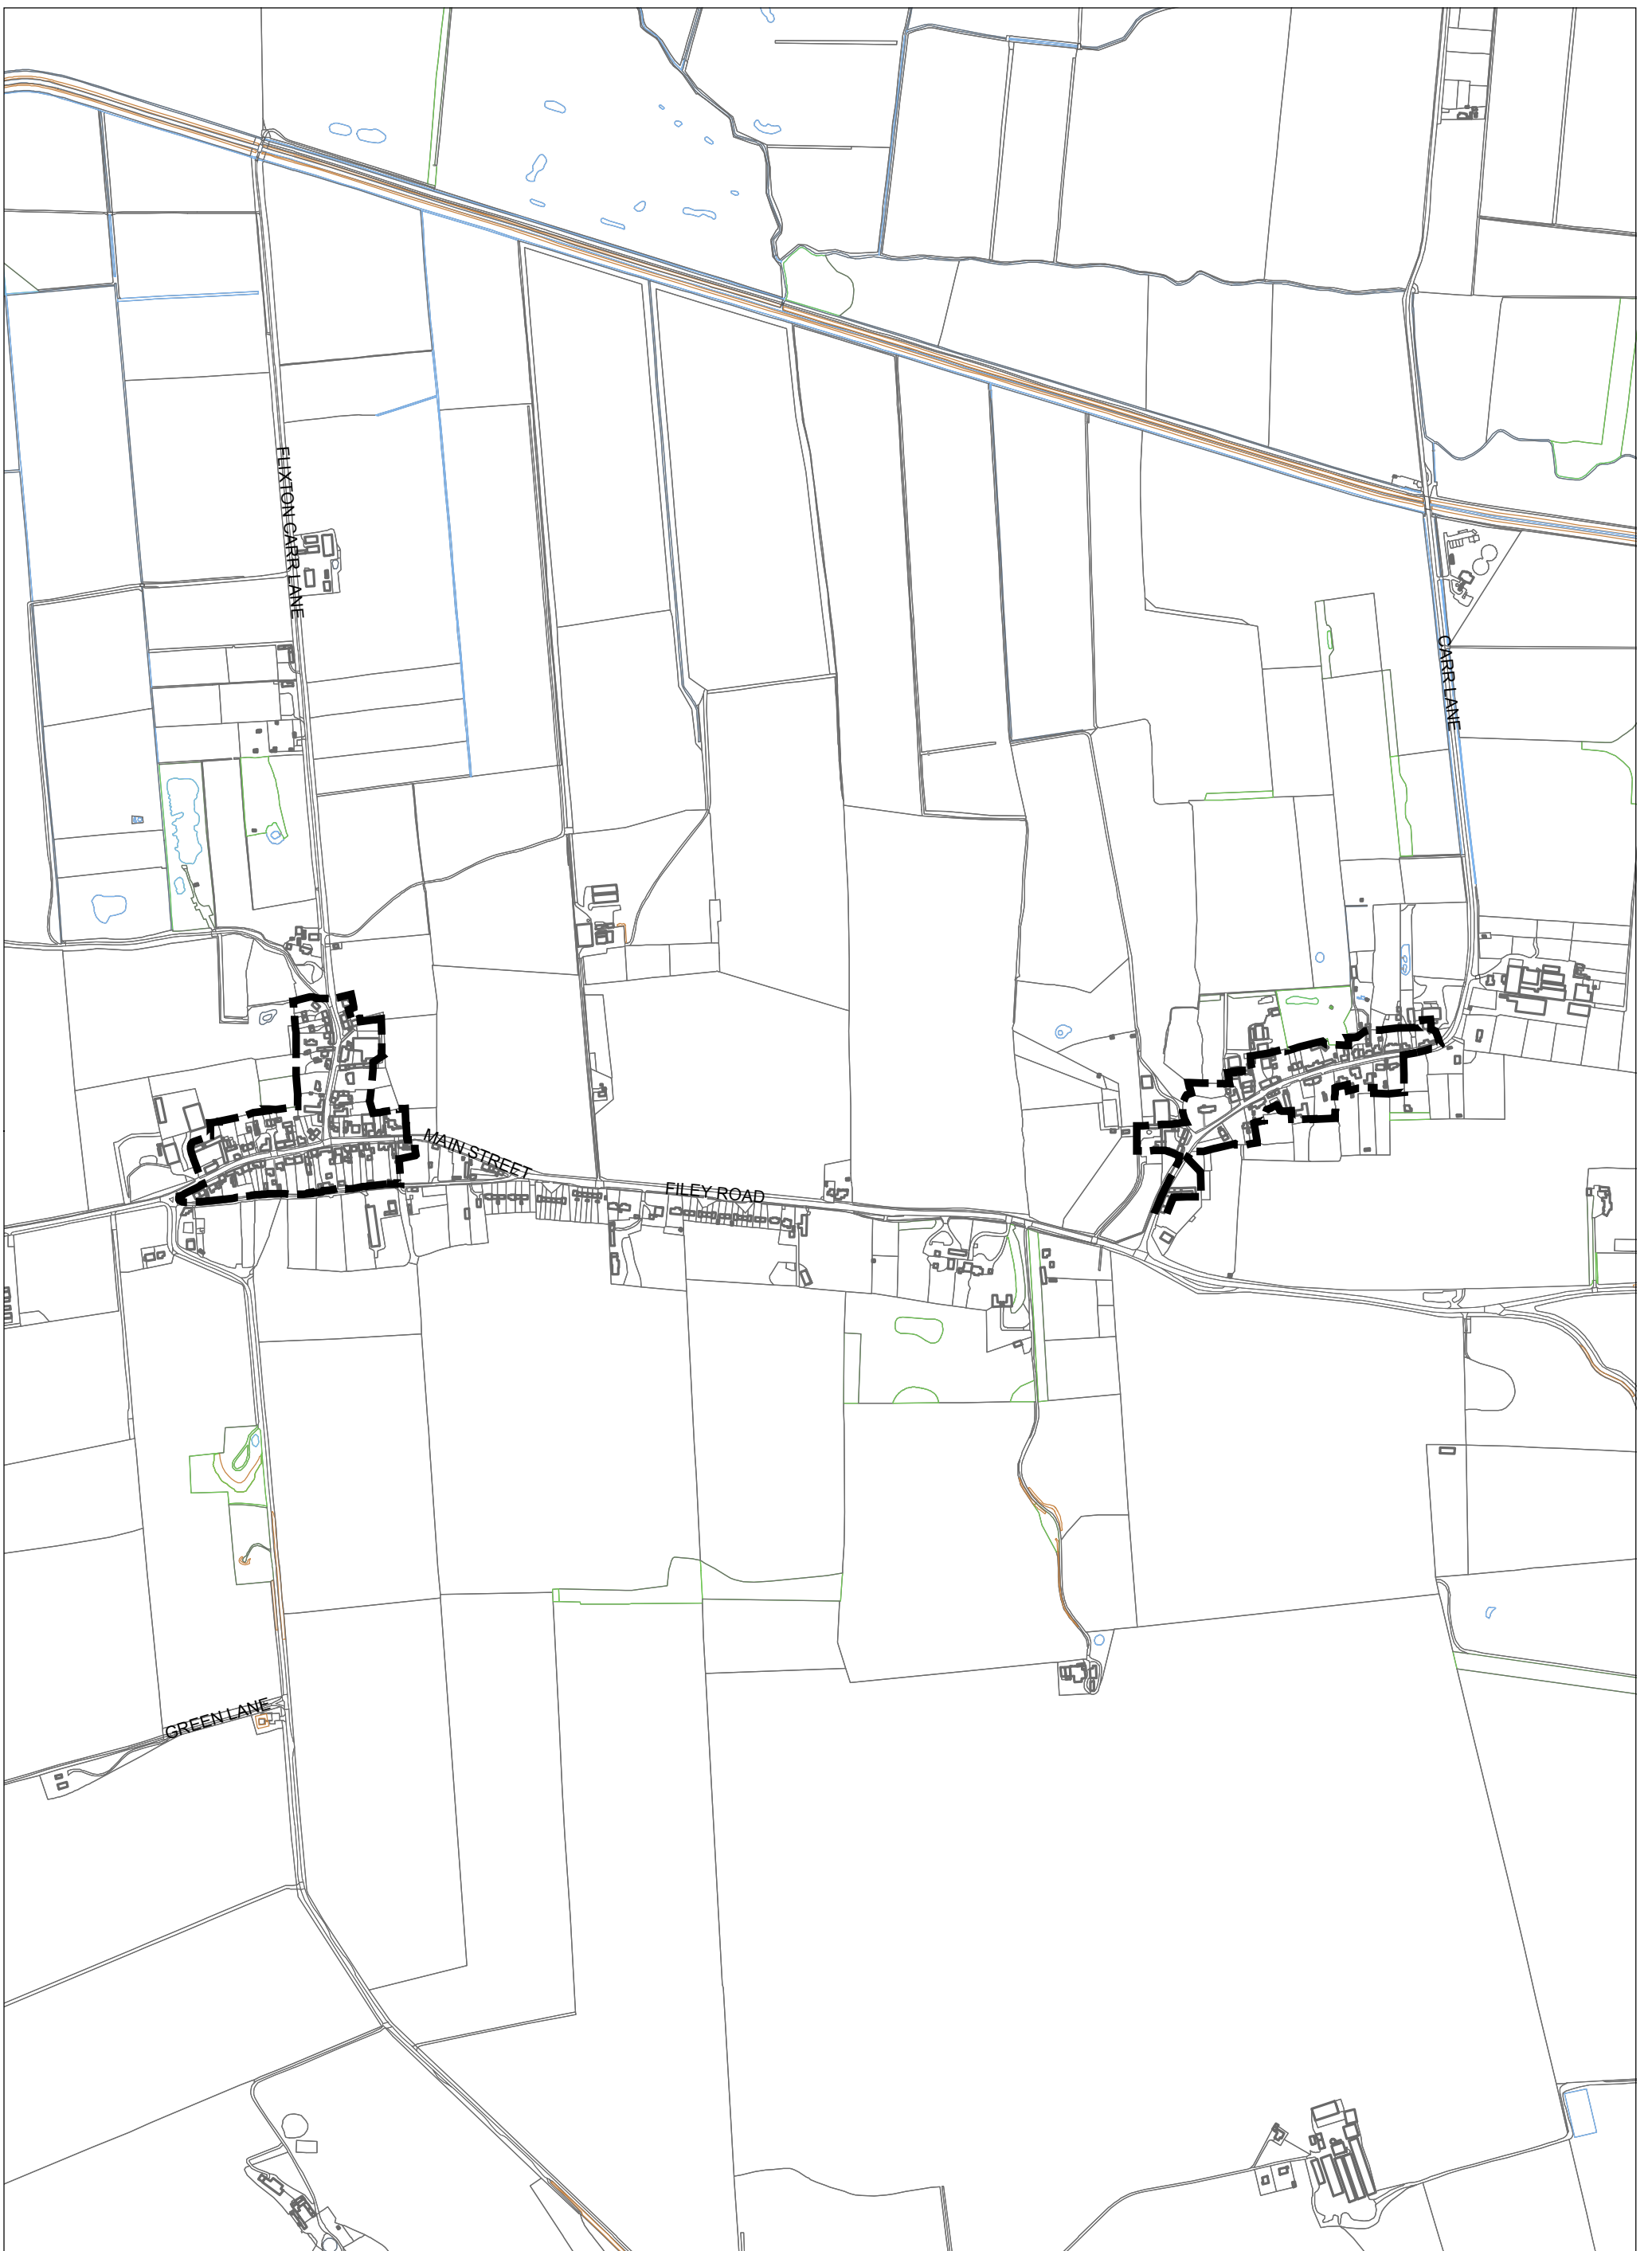 FLIXTON CARR LANE
CARR LANE
MAIN STREET
FILEY ROAD
GREEN LANE